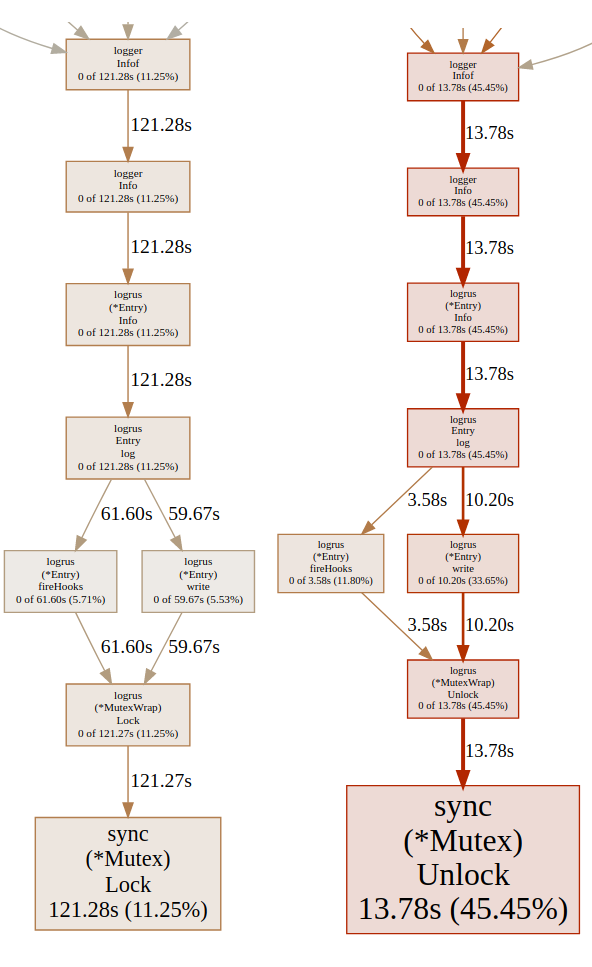 logger
Infof
0 of 121.28s (11.25%)
121.28s
logger
Info
0 of 121.28s (11.25%)
121.28s
logrus
(*Entry)
Info
0 of 121.28s (11.25%)
121.28s
logrus
Entry
log
0 of 121.28s (11.25%)
61.60s
59.67s
logrus
(*Entry)
fireHooks
0 of 61.60s (5.71%)
logrus
(*Entry)
write
0 of 59.67s (5.53%)
61.60s
59.67s
logrus
(*MutexWrap)
Lock
0 of 121.27s (11.25%)
121.27s
sync
(*Mutex)
Lock
121.28s (11.25%)
logger
Infof
0 of 13.78s (45.45%)
13.78s
logger
Info
0 of 13.78s (45.45%)
13.78s
logrus
(*Entry)
Info
0 of 13.78s (45.45%)
13.78s
logrus
Entry
log
0 of 13.78s (45.45%)
3.58s
10.20s
logrus
(*Entry)
fireHooks
0 of 3.58s (11.80%)
logrus
(*Entry)
write
0 of 10.20s (33.65%)
3.58s
10.20s
logrus
(*MutexWrap)
Unlock
0 of 13.78s (45.45%)
13.78s
sync
(*Mutex)
Unlock
13.78s (45.45%)